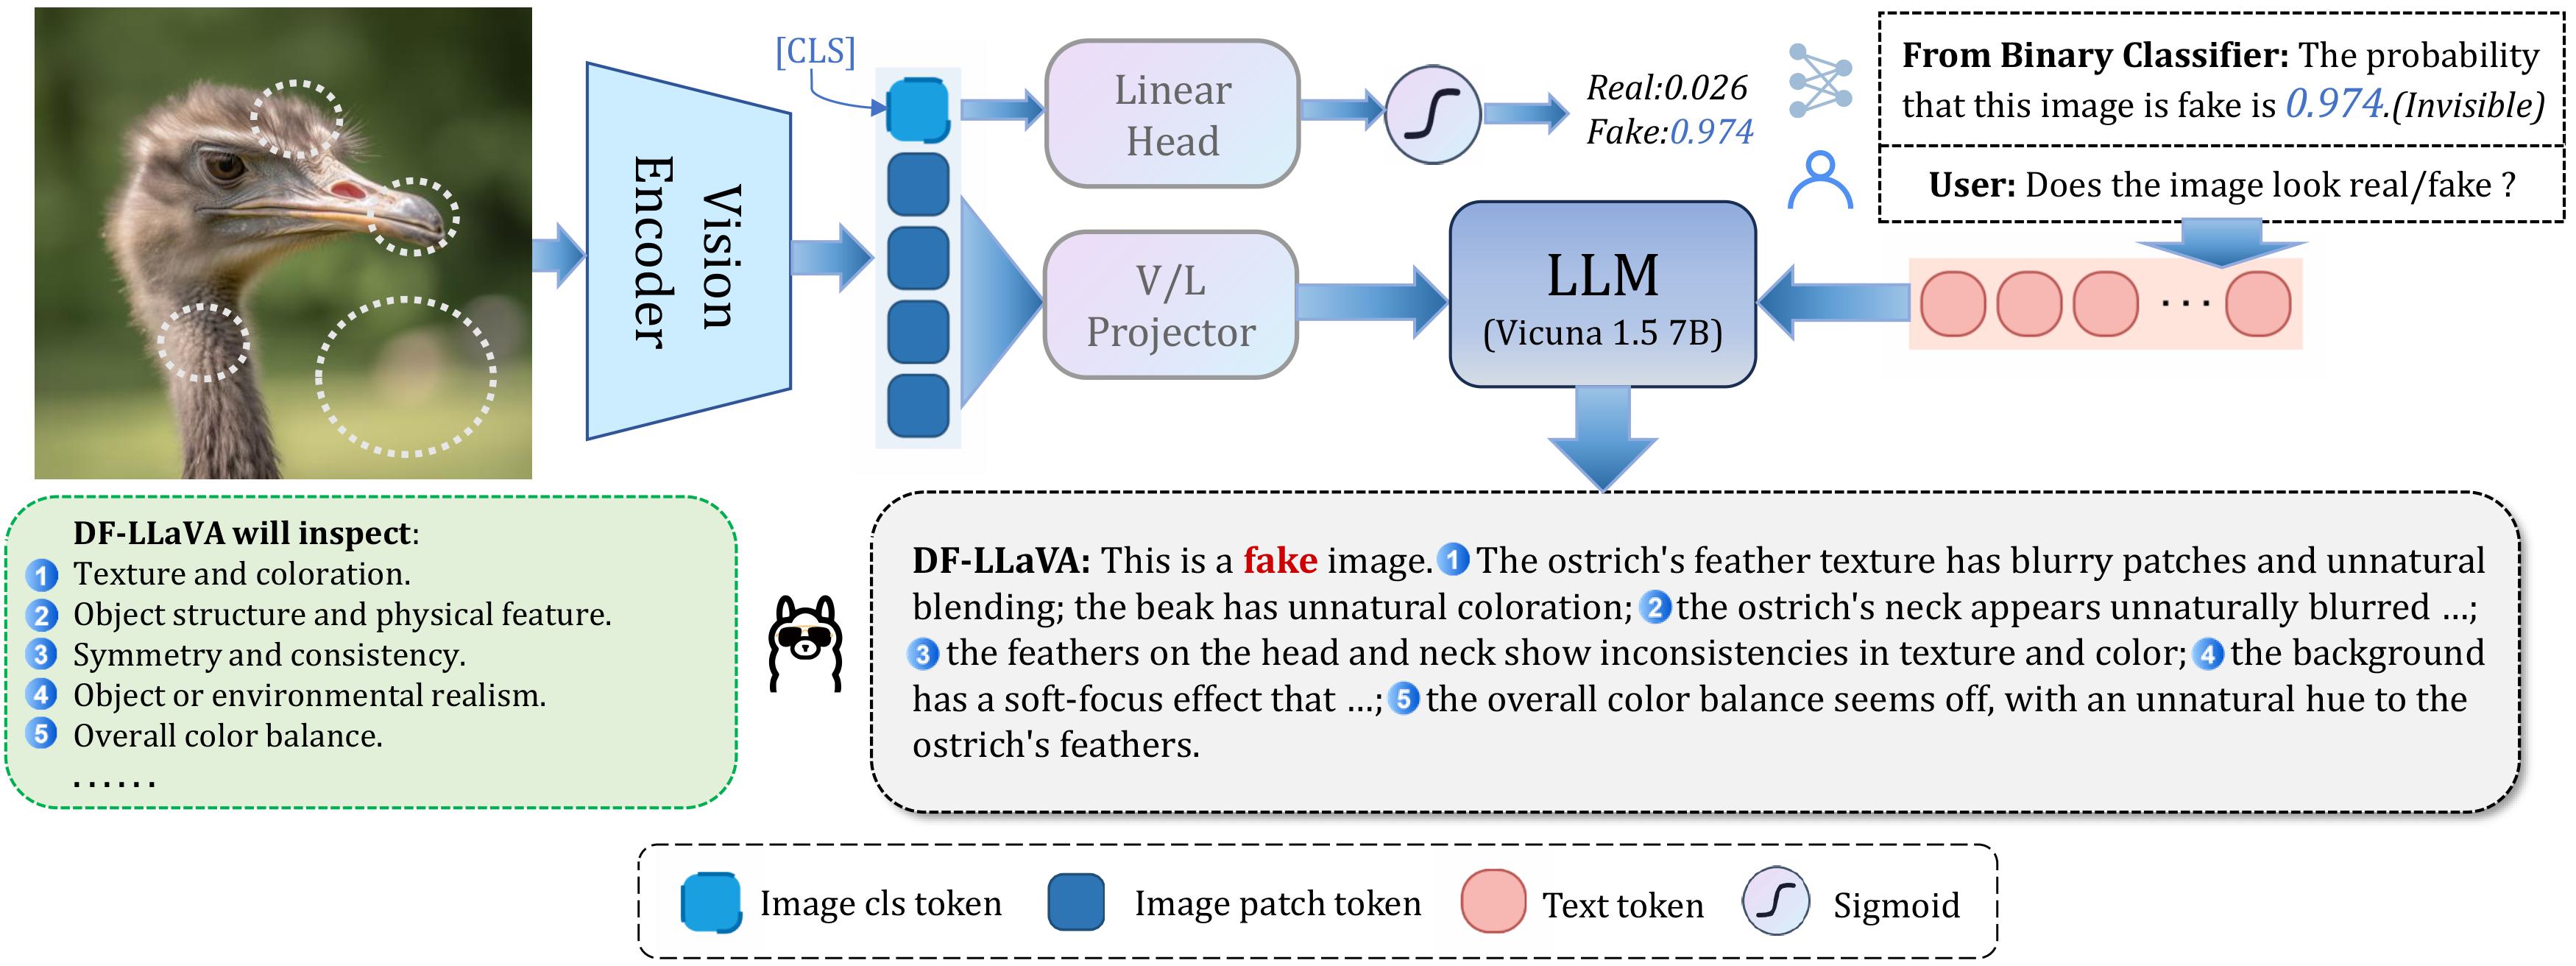 [CLS]
Vision
Encoder
Linear
Head
Real:0.026
Fake:0.974
From Binary Classifier: The probability
that this image is fake is 0.974.(Invisible)
User: Does the image look real/fake ?
V/L
Projector
LLM
(Vicuna 1.5 7B)
...
DF-LLaVA will inspect:
1 Texture and coloration.
2 Object structure and physical feature.
3 Symmetry and consistency.
4 Object or environmental realism.
5 Overall color balance.
......
DF-LLaVA: This is a fake image. 1 The ostrich's feather texture has blurry patches and unnatural
blending; the beak has unnatural coloration; 2 the ostrich's neck appears unnaturally blurred ...;
3 the feathers on the head and neck show inconsistencies in texture and color; 4 the background
has a soft-focus effect that ...; 5 the overall color balance seems off, with an unnatural hue to the
ostrich's feathers.
Image cls token
Image patch token
Text token
Sigmoid